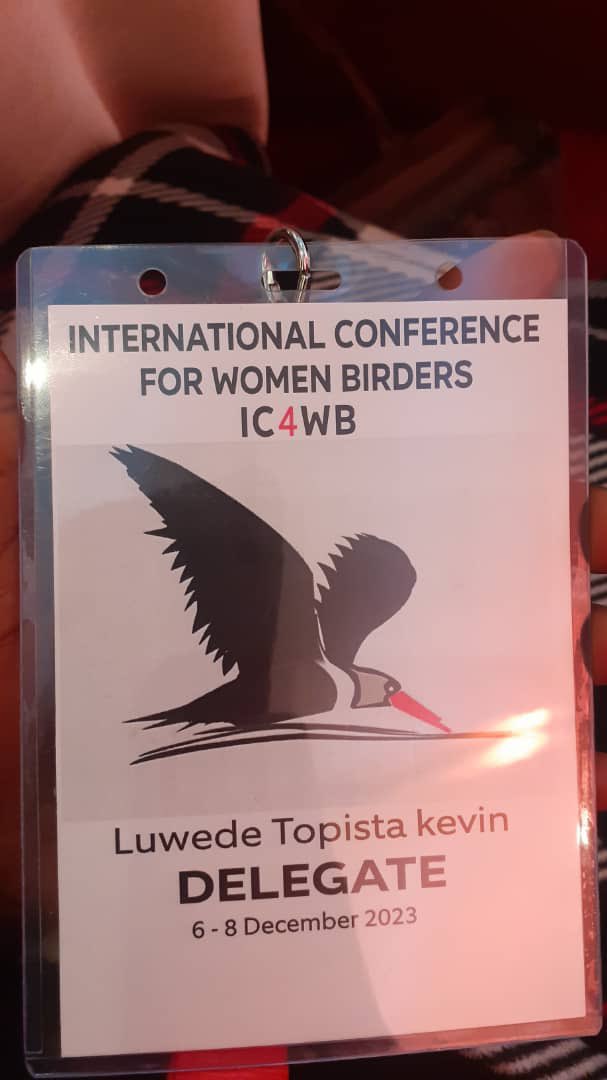 INTERNATIONAL CONFERENCE
FOR WOMEN BIRDERS
IC4WB
Luwede Topista kevin
DELEGATE
6 - 8 December 2023